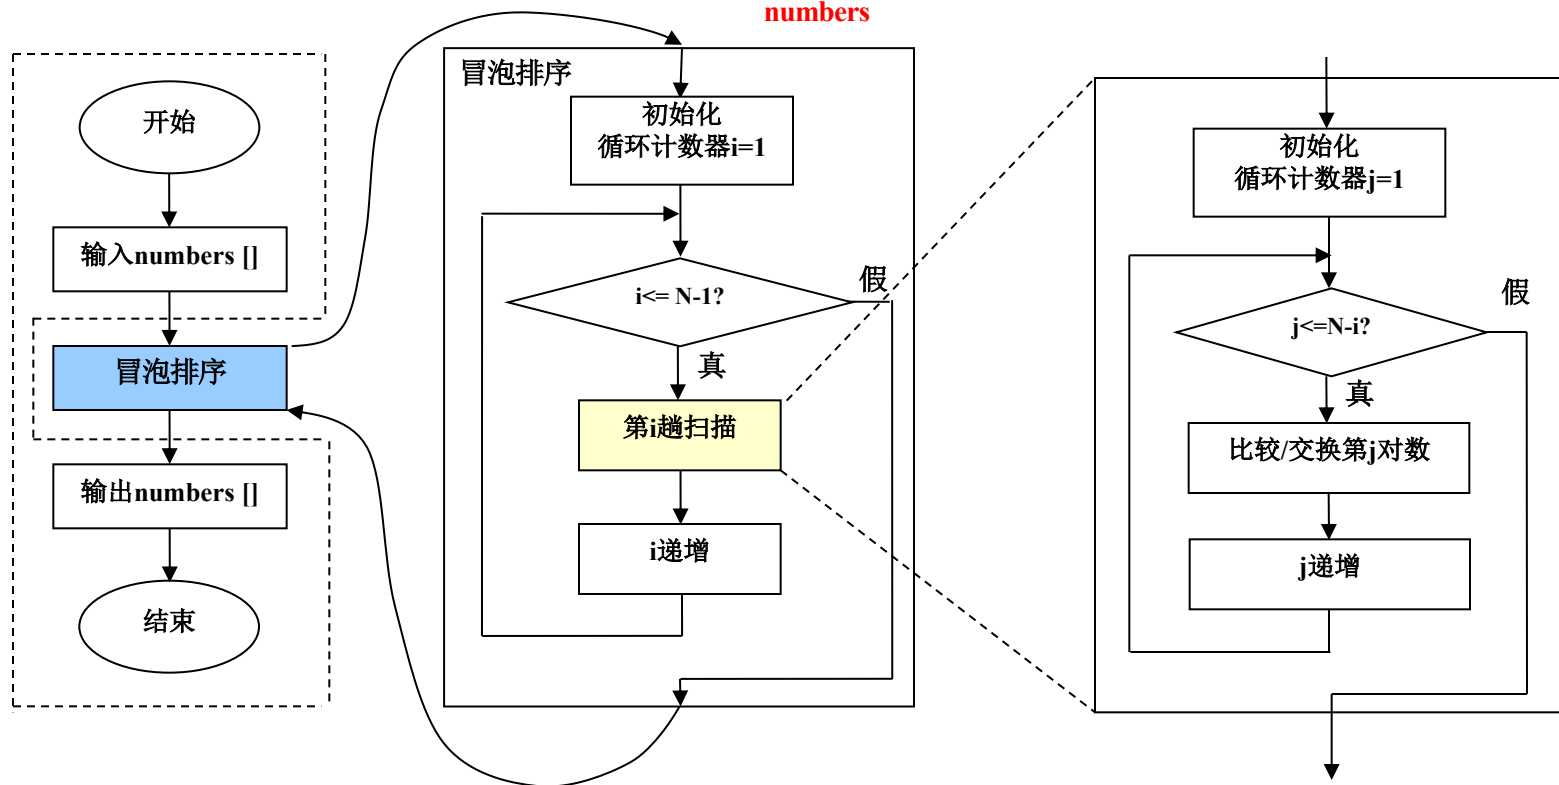 numbers
开始
输入numbers []
冒泡排序
输出numbers []
结束
冒泡排序
初始化
循环计数器i=1
i<= N-1?
假
真
第i趟扫描
i递增
初始化
循环计数器j=1
j<=N-i?
假
真
比较/交换第j对数
j递增